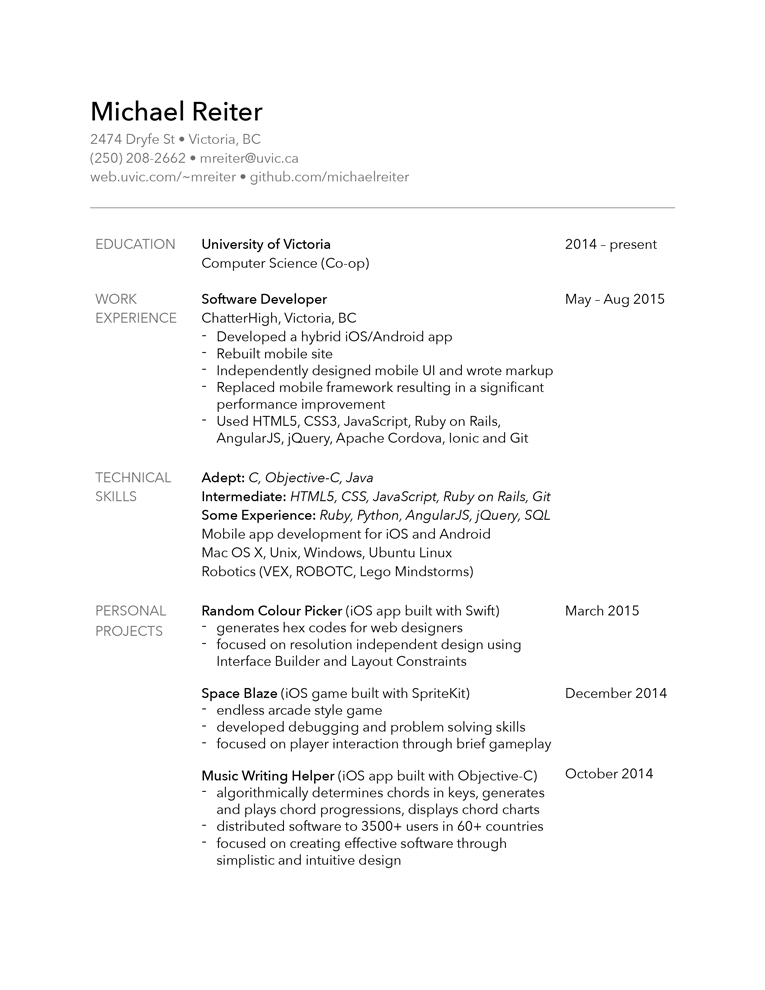 Michael Reiter
2474 Dryfe St • Victoria, BC
(250) 208-2662 • mreiter@uvic.ca
web.uvic.com/~mreiter • github.com/michaelreiter
EDUCATION University of Victoria 2014 – present
Computer Science (Co-op)
WORK Software Developer May – Aug 2015
EXPERIENCE ChatterHigh, Victoria, BC
- Developed a hybrid iOS/Android app
- Rebuilt mobile site
- Independently designed mobile UI and wrote markup
- Replaced mobile framework resulting in a significant
performance improvement
- Used HTML5, CSS3, JavaScript, Ruby on Rails,
AngularJS, jQuery, Apache Cordova, Ionic and Git
TECHNICAL Adept: C, Objective-C, Java
SKILLS Intermediate: HTML5, CSS, JavaScript, Ruby on Rails, Git
Some Experience: Ruby, Python, AngularJS, jQuery, SQL
Mobile app development for iOS and Android
Mac OS X, Unix, Windows, Ubuntu Linux
Robotics (VEX, ROBOTC, Lego Mindstorms)
PERSONAL Random Colour Picker (iOS app built with Swift) March 2015
PROJECTS - generates hex codes for web designers
- focused on resolution independent design using
Interface Builder and Layout Constraints
Space Blaze (iOS game built with SpriteKit) December 2014
- endless arcade style game
- developed debugging and problem solving skills
- focused on player interaction through brief gameplay
Music Writing Helper (iOS app built with Objective-C) October 2014
- algorithmically determines chords in keys, generates
and plays chord progressions, displays chord charts
- distributed software to 3500+ users in 60+ countries
- focused on creating effective software through
simplistic and intuitive design